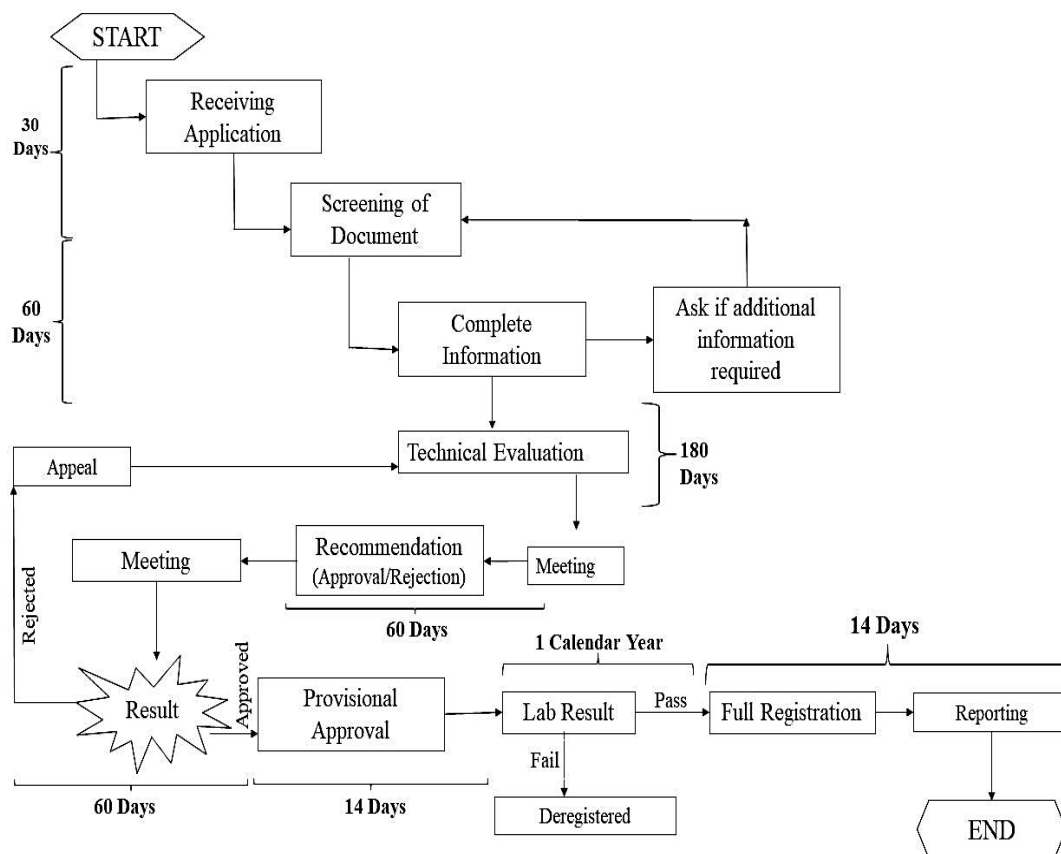 START
30
Days
Receiving
Application
Screening of
Document
60
Days
Complete
Information
Ask if additional
information
required
Technical Evaluation
180
Days
Appeal
Rejected
Meeting
Recommendation
(Approval/Rejection)
Meeting
60 Days
Result
Approved
Provisional
Approval
1 Calendar Year
Lab Result
Pass
14 Days
Full Registration
Reporting
Fail
60 Days
14 Days
Deregistered
END